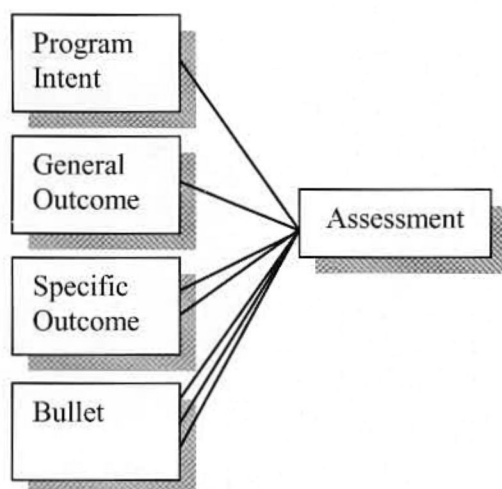 Program
Intent
General
Outcome
Assessment
Specific
Outcome
Bullet